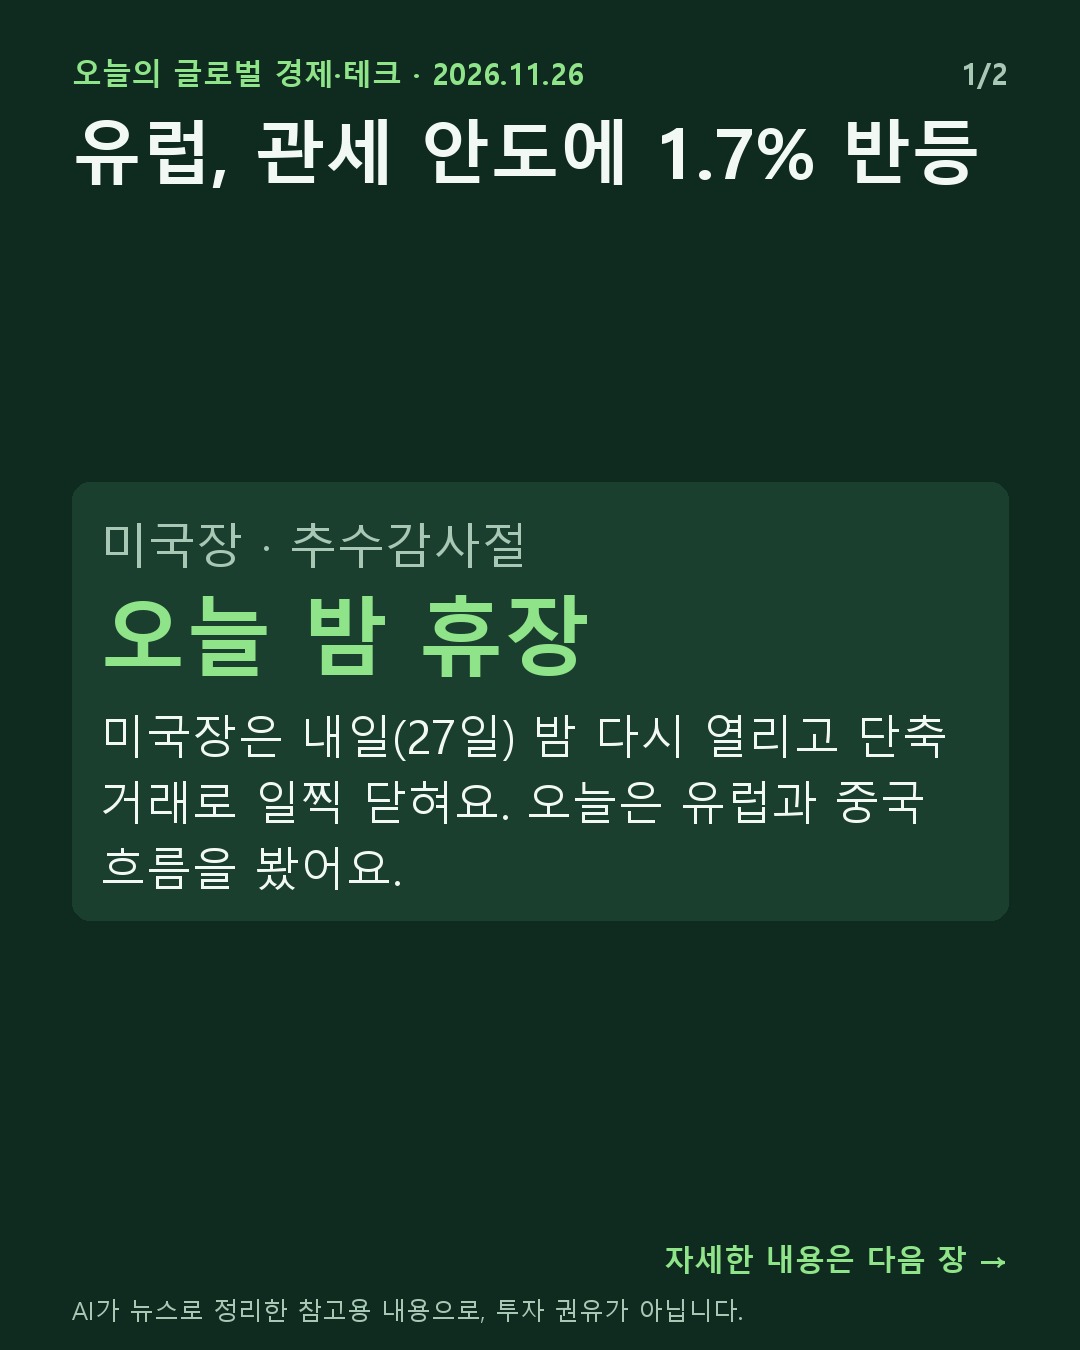 오늘의 글로벌 경제·테크 · 2026.11.26
1/2
유럽, 관세 안도에 1.7% 반등
미국장 · 추수감사절
오늘 밤 휴장
미국장은 내일(27일) 밤 다시 열리고 단축
거래로 일찍 닫혀요. 오늘은 유럽과 중국
흐름을 봤어요.
자세한 내용은 다음 장 →
AI가 뉴스로 정리한 참고용 내용으로, 투자 권유가 아닙니다.